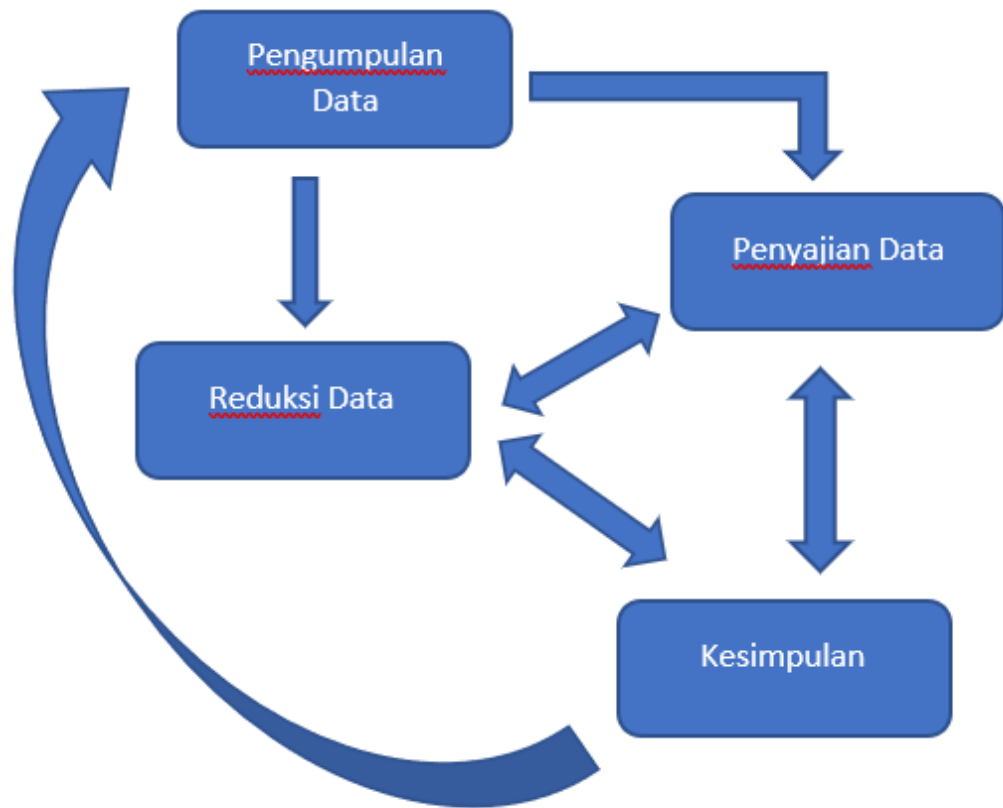 Pengumpulan
Data
Penyajian Data
Reduksi Data
Kesimpulan